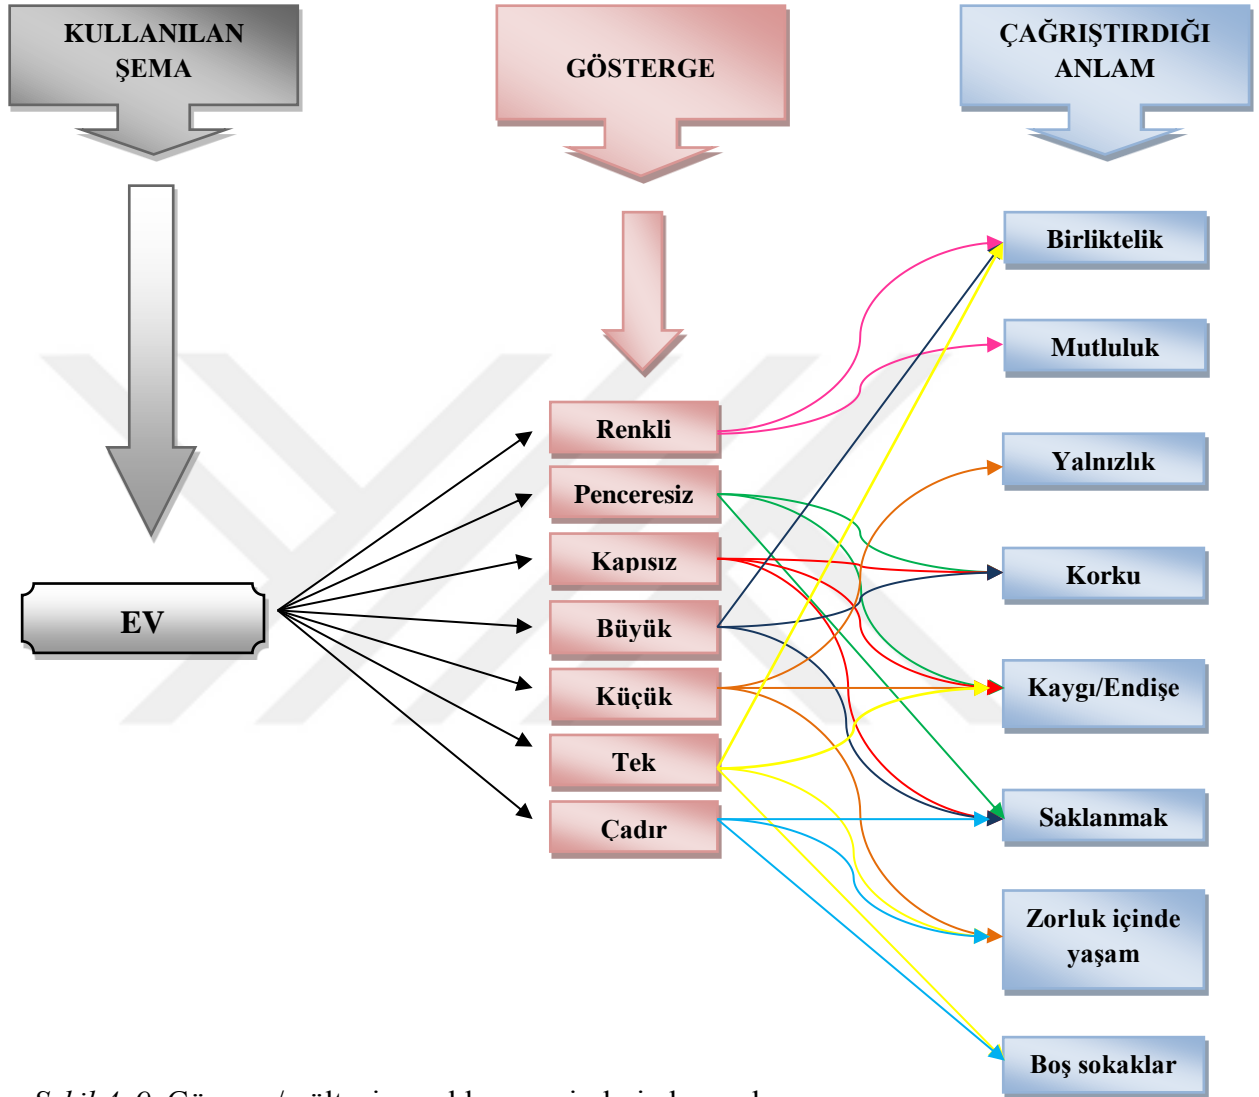 KULLANILAN
ŞEMA
GÖSTERGE
ÇAĞRIŞTIRDIĞI
ANLAM
EV
Renkli
Penceresiz
Kapısız
Büyük
Küçük
Tek
Çadır
Birliktelik
Mutluluk
Yalnızlık
Korku
Kaygı/Endişe
Saklanmak
Zorluk içinde
yaşam
Boş sokaklar